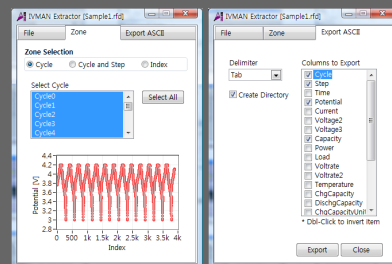 IVMAN Extractor [Sample1.rfd]
File
Zone
Export ASCII
Zone Selection
Cycle
Cycle and Step
Index
Select Cycle
Cycle0
Cycle1
Cycle2
Cycle3
Cycle4
Select All
Potential [V]
4.4
4.2
4
3.8
3.6
3.4
3.2
3
2.8
0 500 1k 1.5k 2k 2.5k 3k 3.5k 4k
Index
IVMAN Extractor [Sample1.rfd]
File
Zone
Export ASCII
Delimiter
Tab
Create Directory
Columns to Export
Cycle
Step
Time
Potential
Current
Voltage2
Voltage3
Capacity
Power
Load
Voltrate
Voltrate2
Temperature
ChgCapacity
DischgCapacity
ChgCapacityUnit
* Dbl-Click to invert item
Export
Close